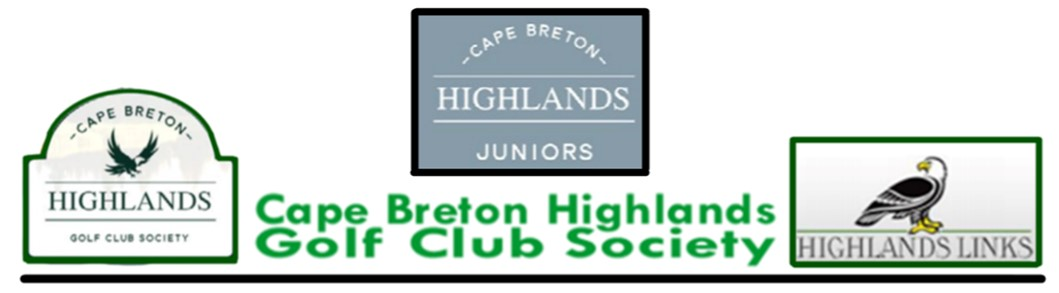 -CAPE BRETON-
HIGHLANDS
JUNIORS
-CAPE BRETON-
HIGHLANDS
GOLF CLUB SOCIETY
Cape Breton Highlands
Golf Club Society
HIGHLANDS LINKS